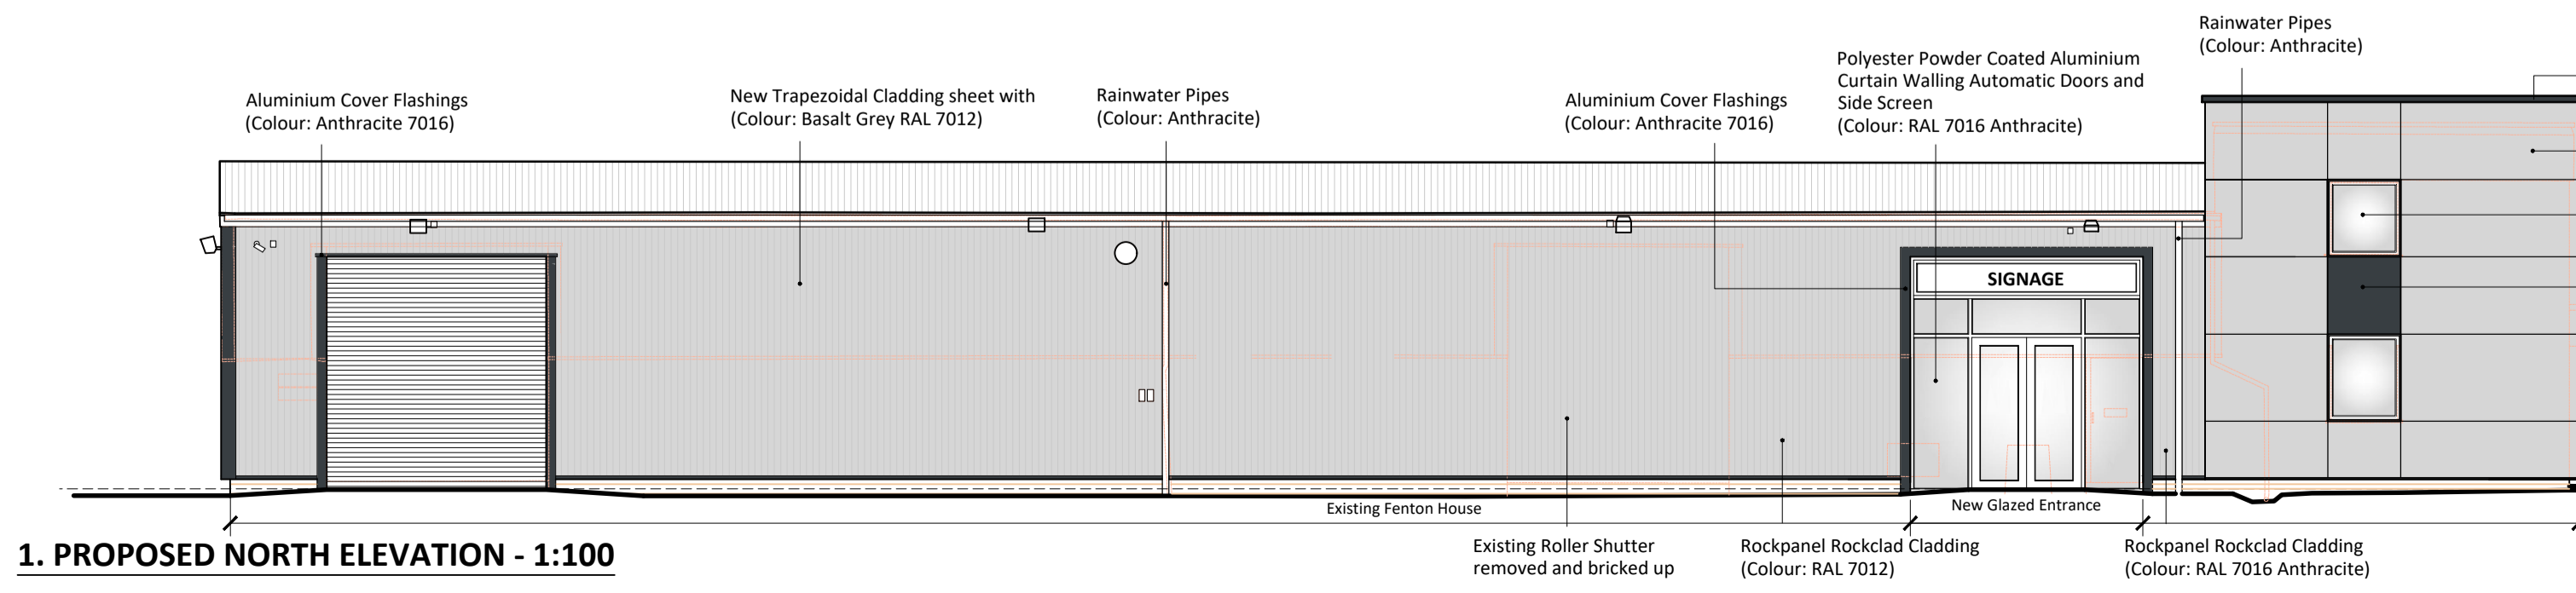 Rainwater Pipes
(Colour: Anthracite)
Polyester Powder Coated Aluminium
Curtain Walling Automatic Doors and
Side Screen
(Colour: RAL 7016 Anthracite)
Aluminium Cover Flashings
(Colour: Anthracite 7016)
New Trapezoidal Cladding sheet with
(Colour: Basalt Grey RAL 7012)
Rainwater Pipes
(Colour: Anthracite)
Aluminium Cover Flashings
(Colour: Anthracite 7016)
SIGNAGE
Existing Fenton House
New Glazed Entrance
1. PROPOSED NORTH ELEVATION - 1:100
Existing Roller Shutter
removed and bricked up
Rockpanel Rockclad Cladding
(Colour: RAL 7012)
Rockpanel Rockclad Cladding
(Colour: RAL 7016 Anthracite)